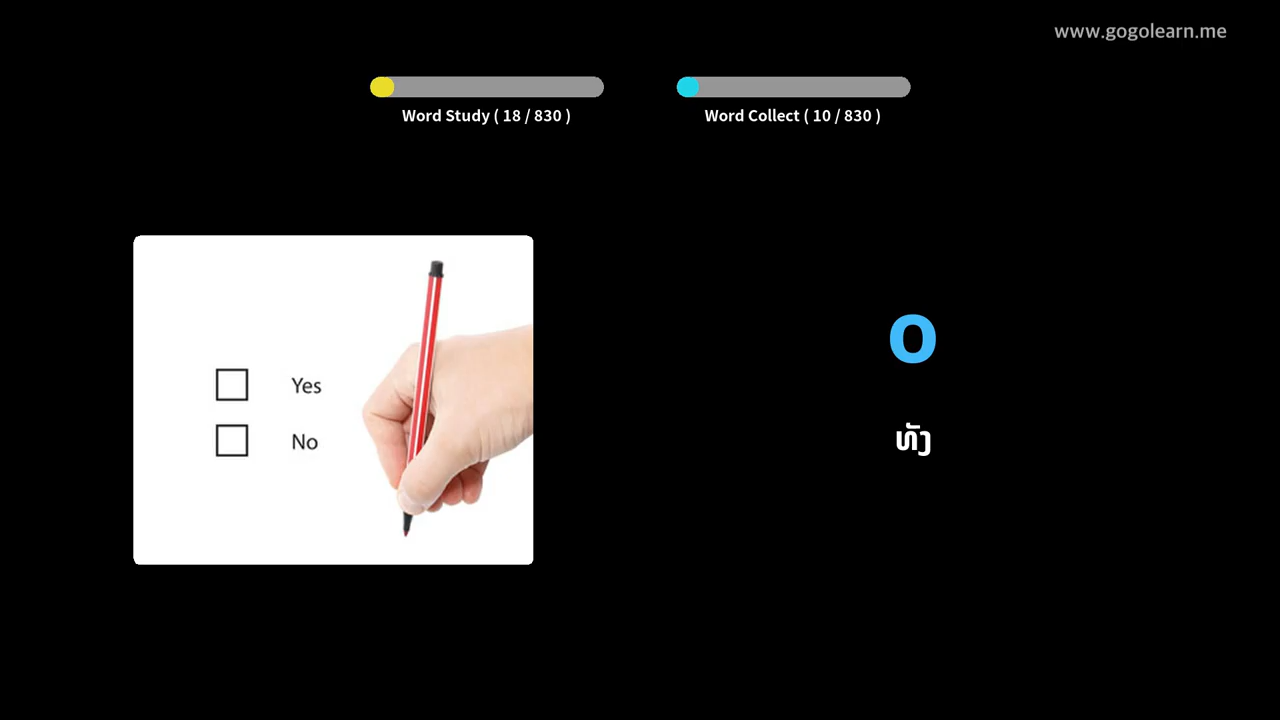 www.gogolearn.me
Word Study ( 18 / 830 )
Word Collect ( 10 / 830 )
Yes
No
o
ທັງ